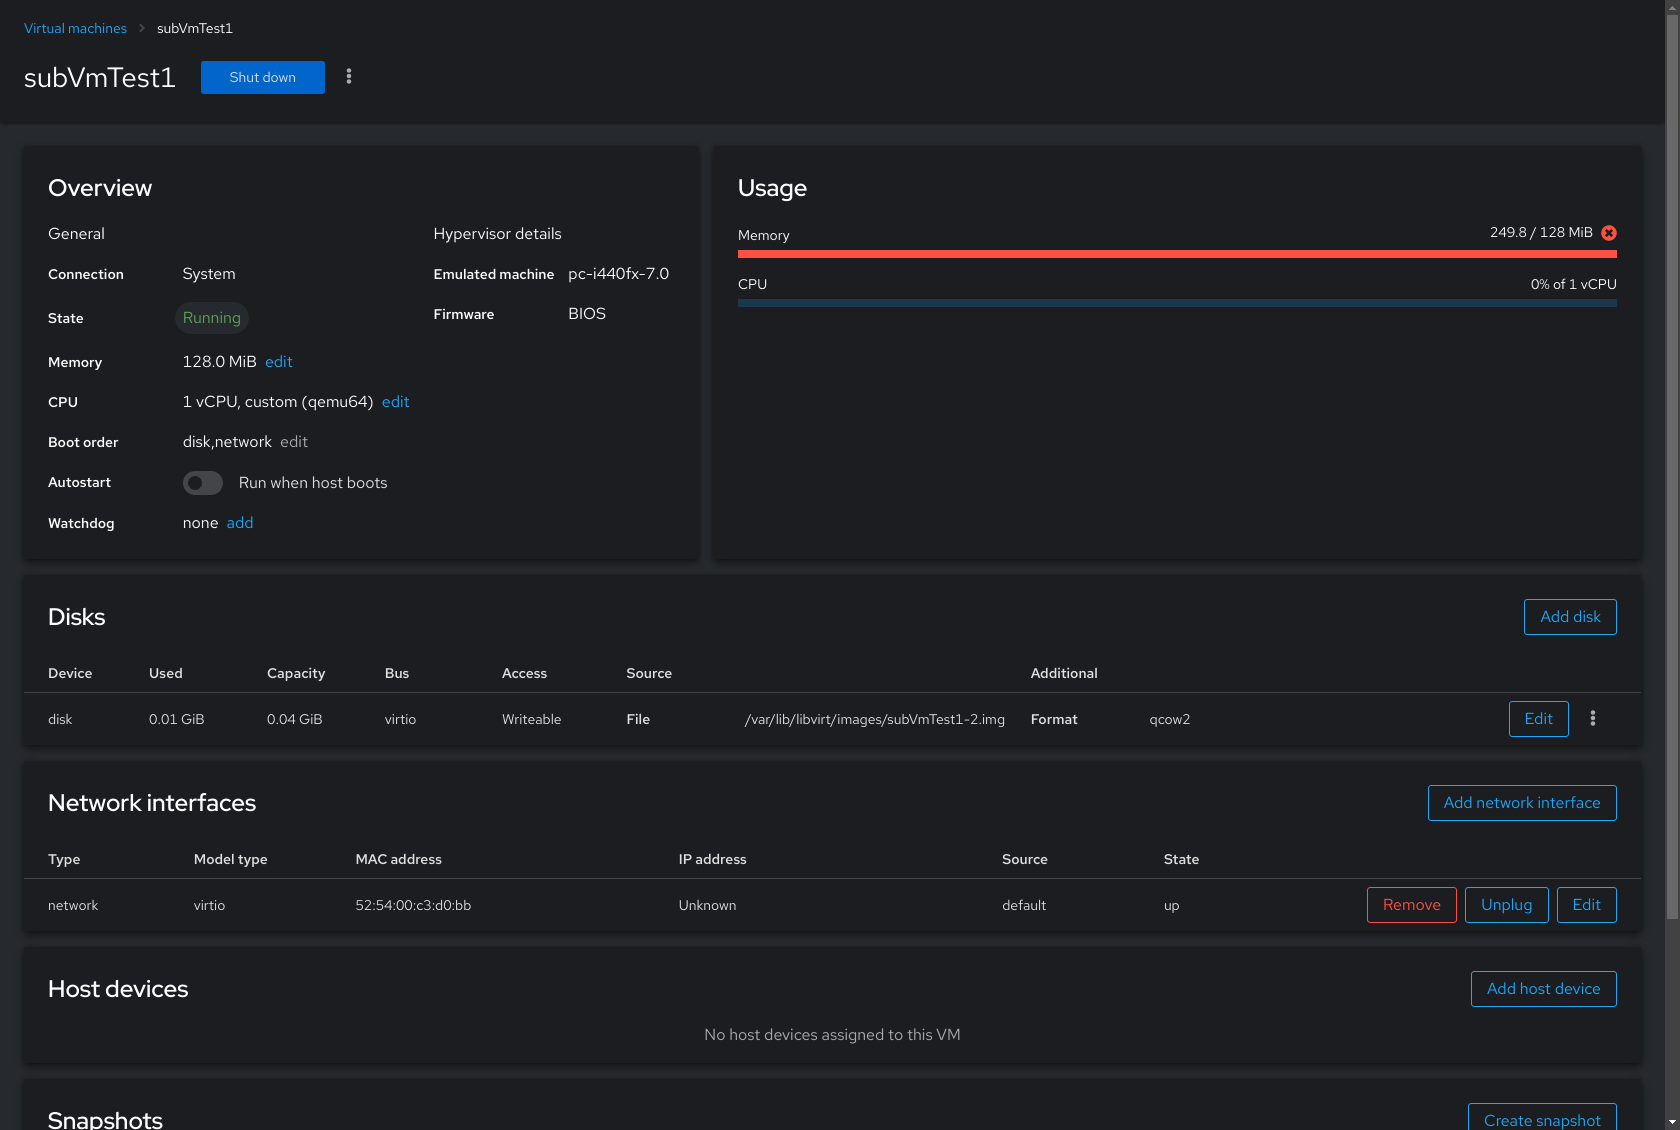 Virtual machines > subVmTest1
subVmTest1 Shut down
Overview
General
Connection System
State Running
Memory 128.0 MiB edit
CPU 1 vCPU, custom (qemu64) edit
Boot order disk,network edit
Autostart Run when host boots
Watchdog none add
Hypervisor details
Emulated machine pc-i440fx-7.0
Firmware BIOS
Usage
Memory 249.8 / 128 MiB
CPU 0% of 1 vCPU
Disks Add disk
Device Used Capacity Bus Access Source Additional
disk 0.01 GiB 0.04 GiB virtio Writeable File /var/lib/libvirt/images/subVmTest1-2.img Format qcow2 Edit
Network interfaces Add network interface
Type Model type MAC address IP address Source State
network virtio 52:54:00:c3:d0:bb Unknown default up Remove Unplug Edit
Host devices Add host device
No host devices assigned to this VM
Snapshots Create snapshot